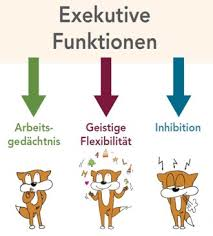 Exekutive
Funktionen
Arbeits-
gedächtnis
Geistige
Flexibilität
Inhibition